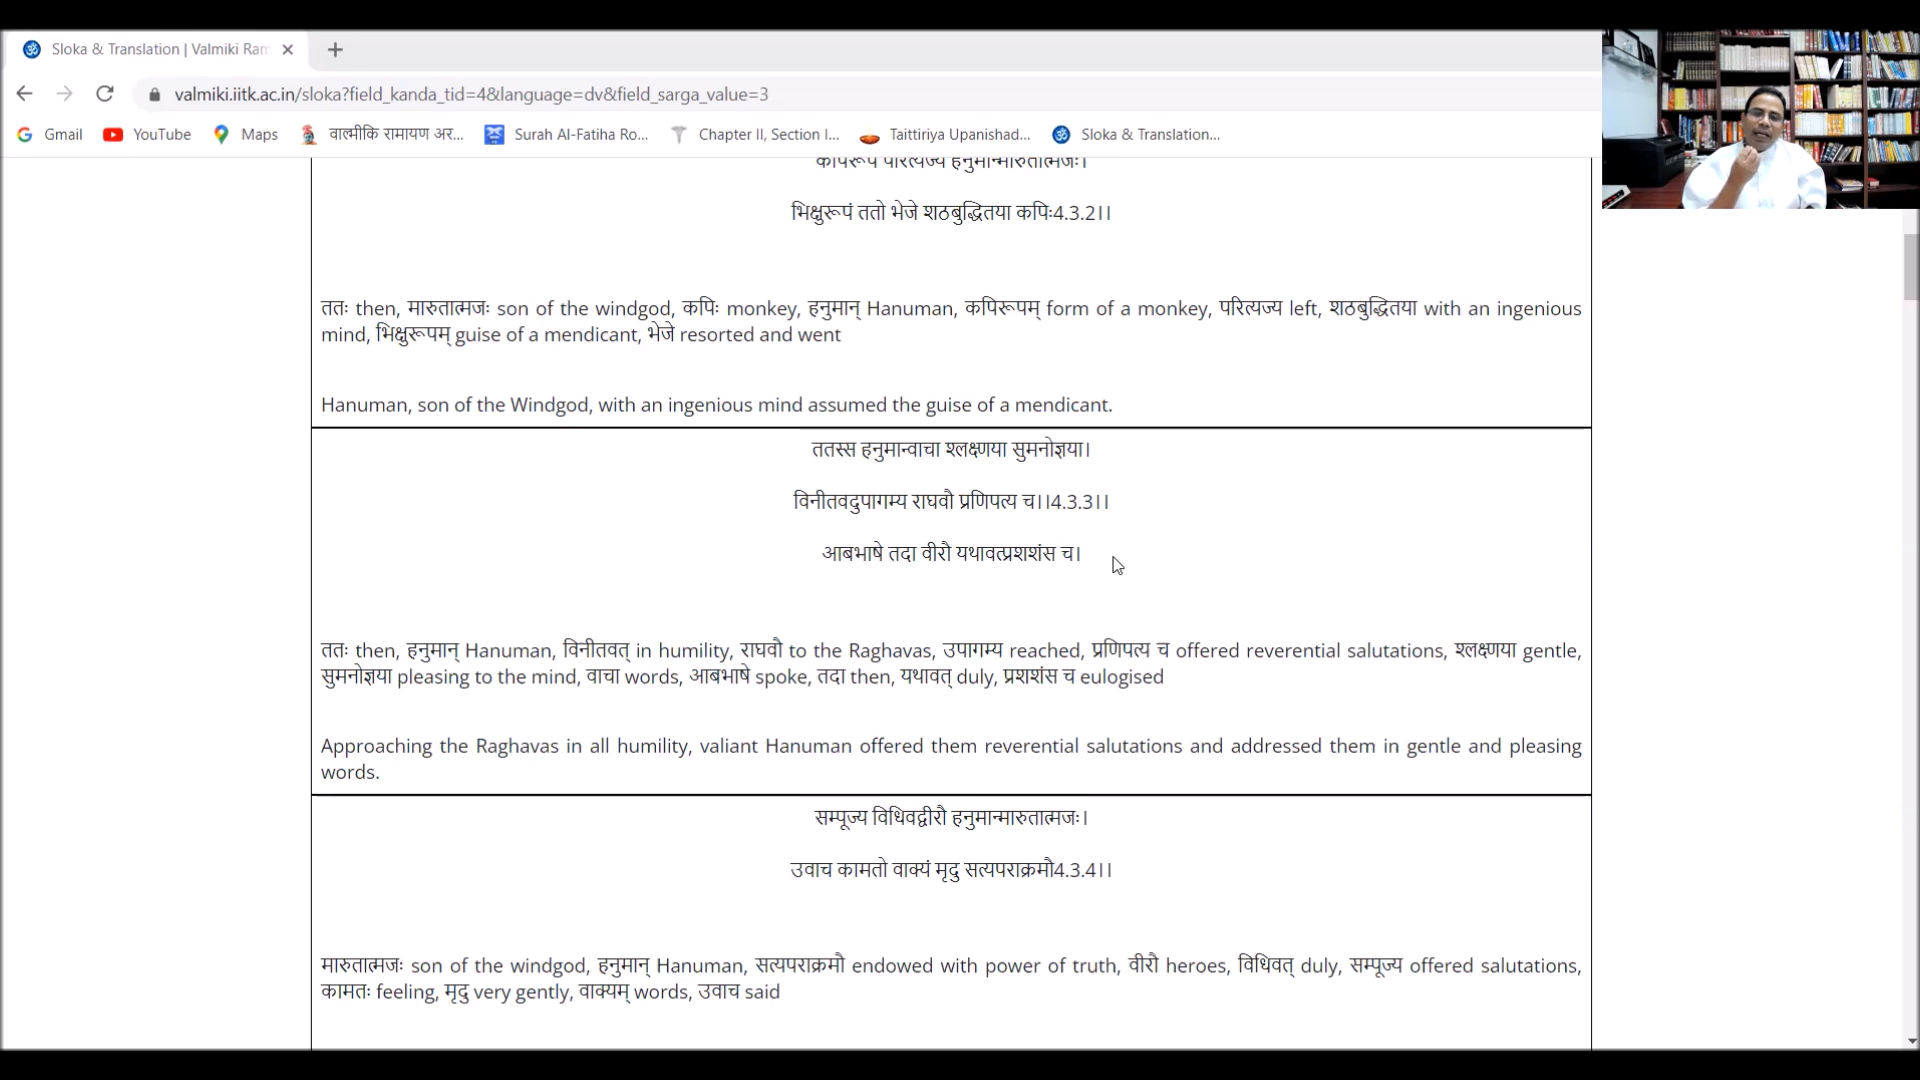 Sloka & Translation | Valmiki Ram
valmiki.iitk.ac.in/sloka?field_kanda_tid=4&language=dv&field_sarga_value=3
Gmail YouTube Maps वाल्मीकि रामायण अर... Surah Al-Fatiha Ro... Chapter II, Section I... Taittiriya Upanishad... Sloka & Translation...
कपिरूपं परित्यज्य हनुमान्मारुतात्मजः।
भिक्षुरूपं ततो भेजे शठबुद्धितया कपिः4.3.2।।
ततः then, मारुतात्मजः son of the windgod, कपिः monkey, हनुमान् Hanuman, कपिरूपम् form of a monkey, परित्यज्य left, शठबुद्धितया with an ingenious
mind, भिक्षुरूपम् guise of a mendicant, भेजे resorted and went
Hanuman, son of the Windgod, with an ingenious mind assumed the guise of a mendicant.
ततस्स हनुमान्वाचा श्लक्ष्णया सुमनोज्ञया।
विनीतवदुपागम्य राघवौ प्रणिपत्य च।।4.3.3।।
आबभाषे तदा वीरौ यथावत्प्रशशंस च।
ततः then, हनुमान् Hanuman, विनीतवत् in humility, राघवौ to the Raghavas, उपागम्य reached, प्रणिपत्य च offered reverential salutations, श्लक्ष्णया gentle,
सुमनोज्ञया pleasing to the mind, वाचा words, आबभाषे spoke, तदा then, यथावत् duly, प्रशशंस च eulogised
Approaching the Raghavas in all humility, valiant Hanuman offered them reverential salutations and addressed them in gentle and pleasing
words.
सम्पूज्य विधिवद्वीरौ हनुमान्मारुतात्मजः।
उवाच कामतो वाक्यं मृदु सत्यपराक्रमौ4.3.4।।
मारुतात्मजः son of the windgod, हनुमान् Hanuman, सत्यपराक्रमौ endowed with power of truth, वीरौ heroes, विधिवत् duly, सम्पूज्य offered salutations,
कामतः feeling, मृदु very gently, वाक्यम् words, उवाच said